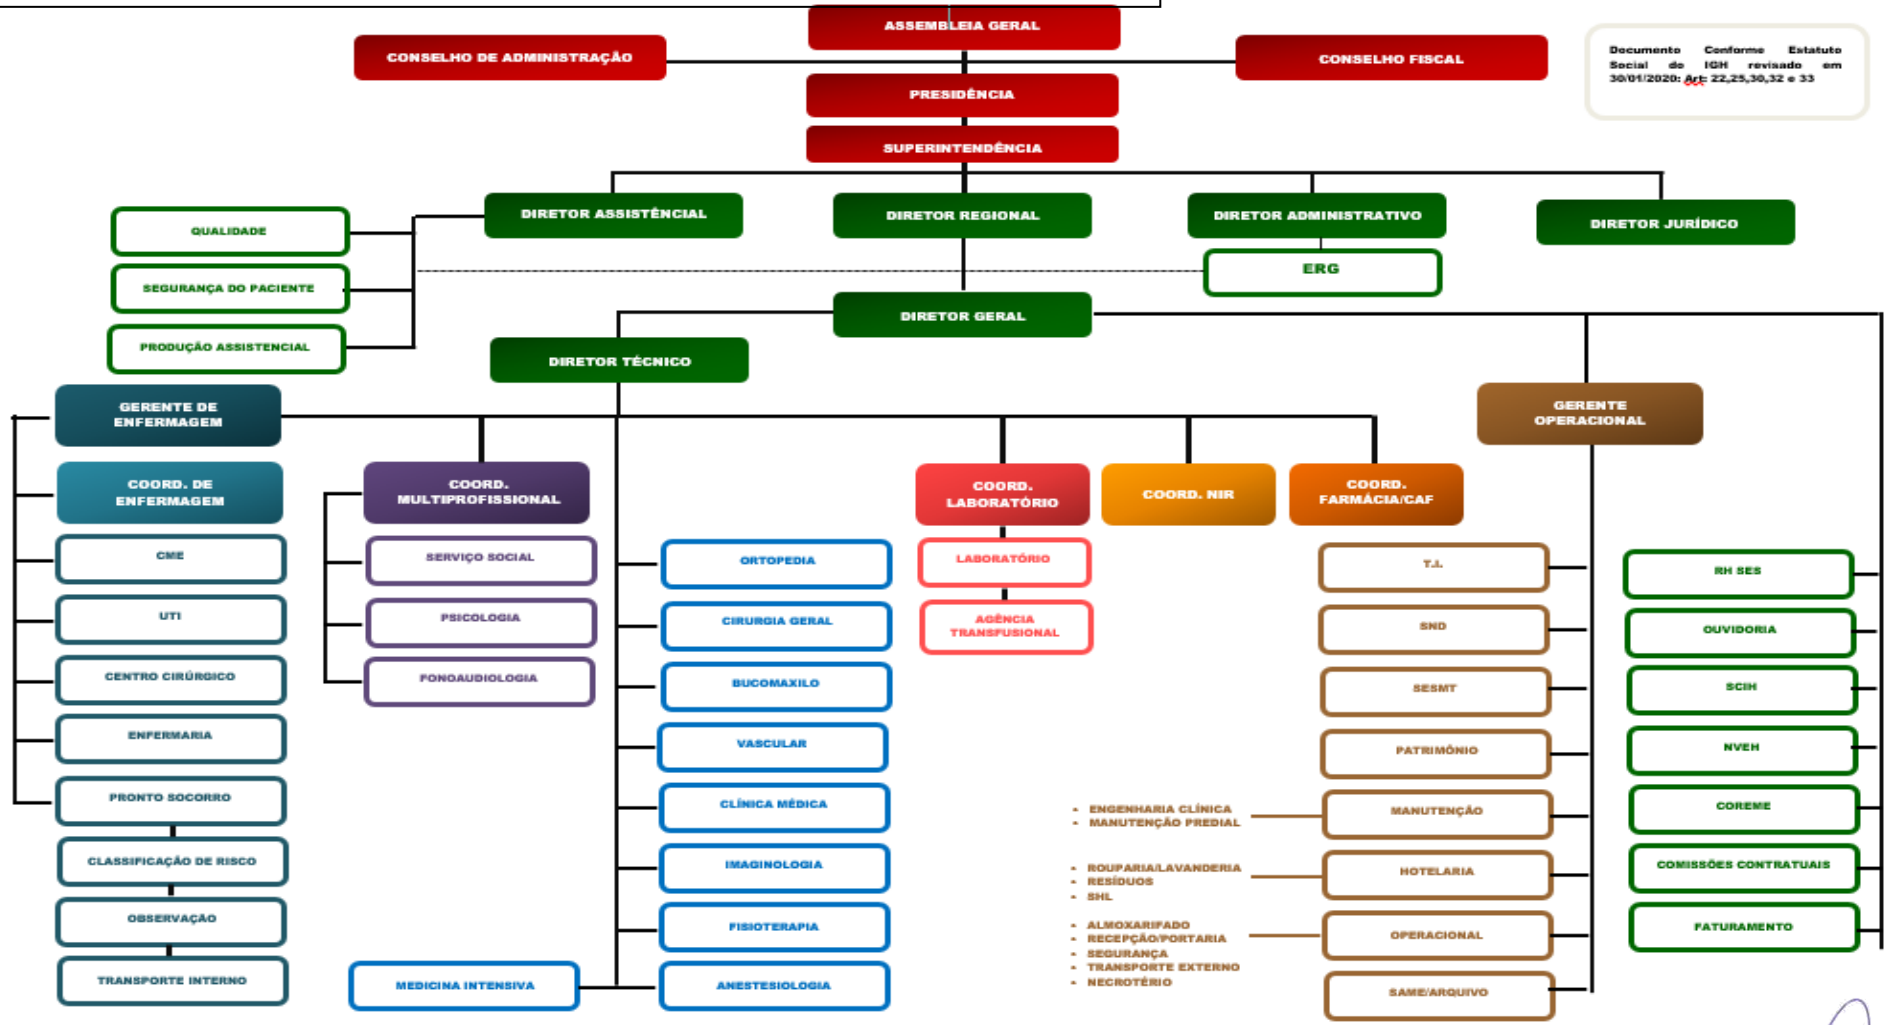 ASSEMBLEIA GERAL
CONSELHO DE ADMINISTRAÇÃO
CONSELHO FISCAL
Documento Conforme Estatuto
Social do IGH revisado em
30/01/2020: Art: 22,25,30,32 e 33
PRESIDÊNCIA
SUPERINTENDÊNCIA
DIRETOR ASSISTÊNCIAL
DIRETOR REGIONAL
DIRETOR ADMINISTRATIVO
DIRETOR JURÍDICO
QUALIDADE
SEGURANÇA DO PACIENTE
PRODUÇÃO ASSISTENCIAL
ERG
DIRETOR GERAL
DIRETOR TÉCNICO
GERENTE DE
ENFERMAGEM
GERENTE
OPERACIONAL
COORD. DE
ENFERMAGEM
CME
UTI
CENTRO CIRÚRGICO
ENFERMARIA
PRONTO SOCORRO
CLASSIFICAÇÃO DE RISCO
OBSERVAÇÃO
TRANSPORTE INTERNO
COORD.
MULTIPROFISSIONAL
SERVIÇO SOCIAL
PSICOLOGIA
FONOAUDIOLOGIA
MEDICINA INTENSIVA
ORTOPEDIA
CIRURGIA GERAL
BUCOMAXILO
VASCULAR
CLÍNICA MÉDICA
IMAGINOLOGIA
FISIOTERAPIA
ANESTESIOLOGIA
COORD.
LABORATÓRIO
LABORATÓRIO
AGÊNCIA
TRANSFUSIONAL
COORD. NIR
COORD.
FARMÁCIA/CAF
T.I.
SND
SESMT
PATRIMÔNIO
MANUTENÇÃO
• ENGENHARIA CLÍNICA
• MANUTENÇÃO PREDIAL
HOTELARIA
• ROUPARIA/LAVANDERIA
• RESÍDUOS
• SHL
OPERACIONAL
• ALMOXARIFADO
• RECEPÇÃO/PORTARIA
• SEGURANÇA
• TRANSPORTE EXTERNO
• NECROTÉRIO
SAME/ARQUIVO
RH SES
OUVIDORIA
SCIH
NVEH
COREME
COMISSÕES CONTRATUAIS
FATURAMENTO